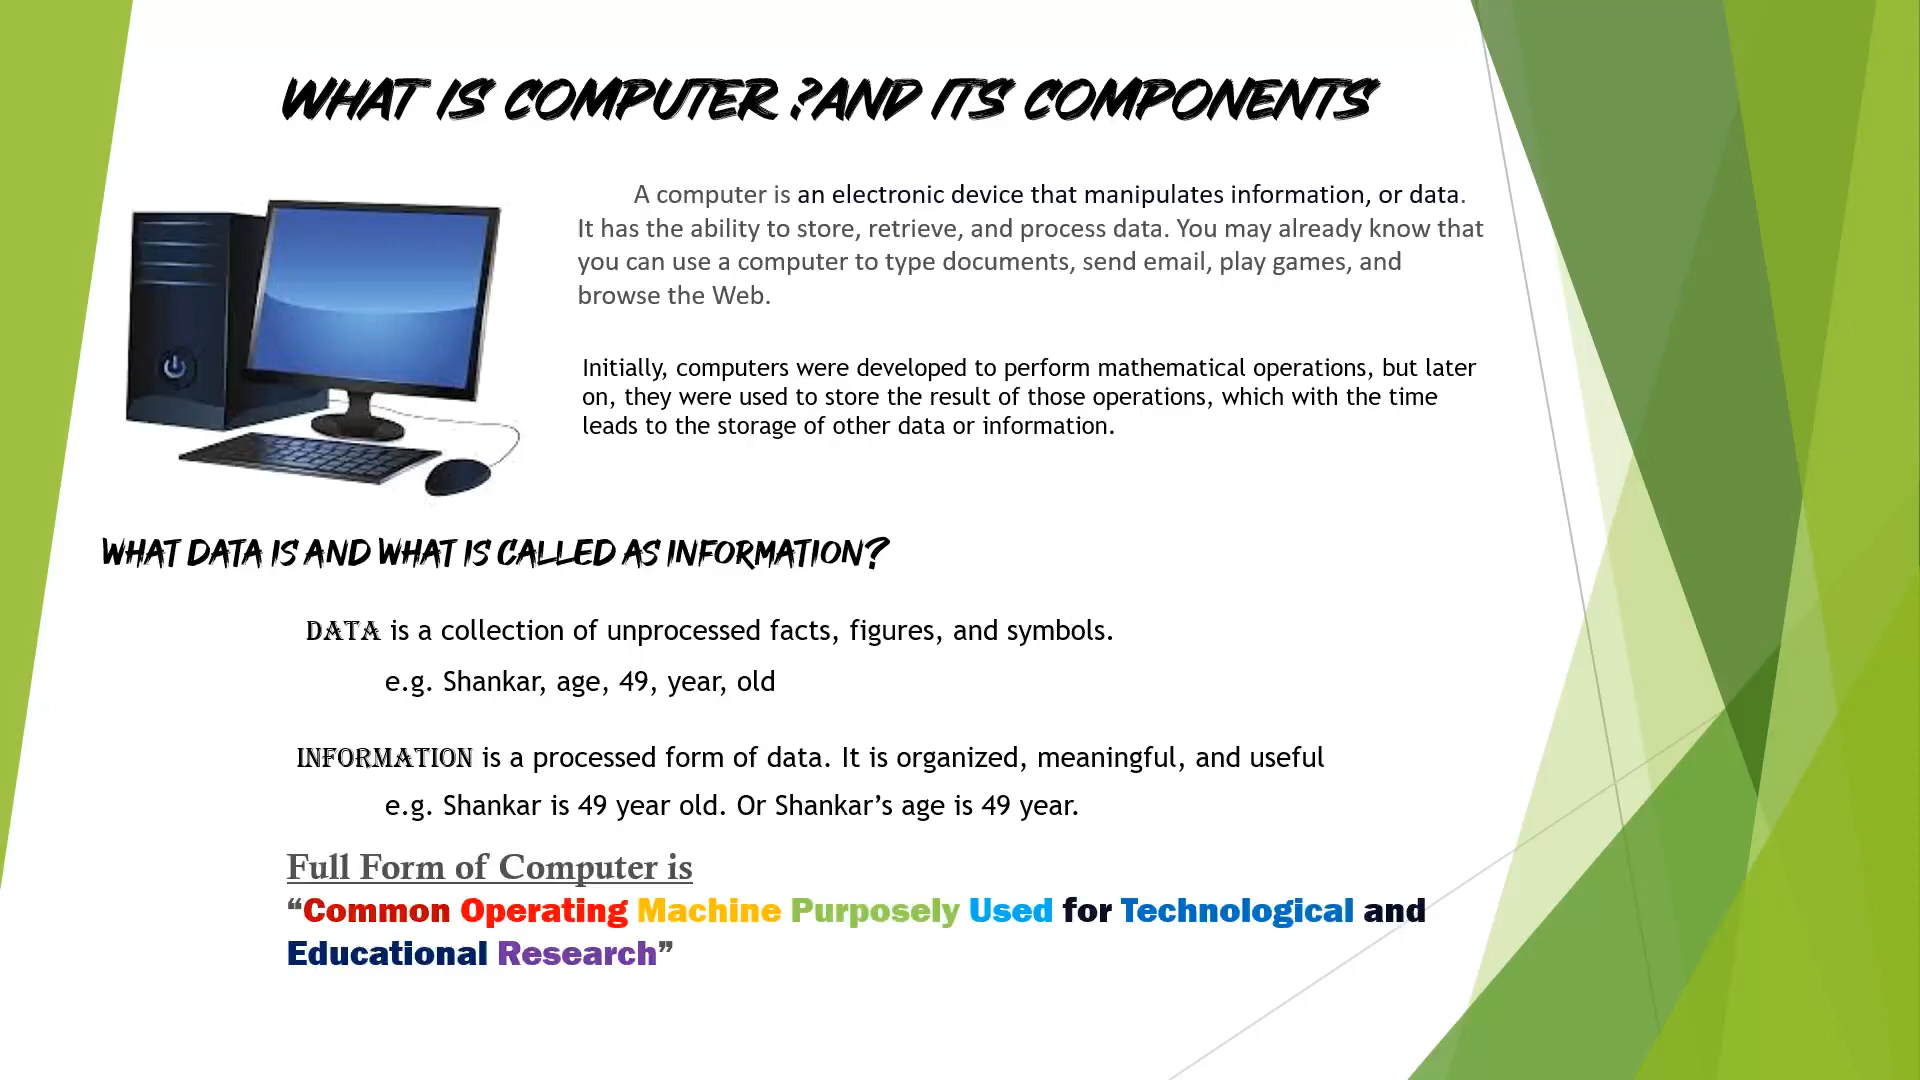 WHAT IS COMPUTER ?AND ITS COMPONENTS
A computer is an electronic device that manipulates information, or data.
It has the ability to store, retrieve, and process data. You may already know that
you can use a computer to type documents, send email, play games, and
browse the Web.
Initially, computers were developed to perform mathematical operations, but later
on, they were used to store the result of those operations, which with the time
leads to the storage of other data or information.
WHAT DATA IS AND WHAT IS CALLED AS INFORMATION?
DATA is a collection of unprocessed facts, figures, and symbols.
e.g. Shankar, age, 49, year, old
INFORMATION is a processed form of data. It is organized, meaningful, and useful
e.g. Shankar is 49 year old. Or Shankar’s age is 49 year.
Full Form of Computer is
“Common Operating Machine Purposely Used for Technological and
Educational Research”